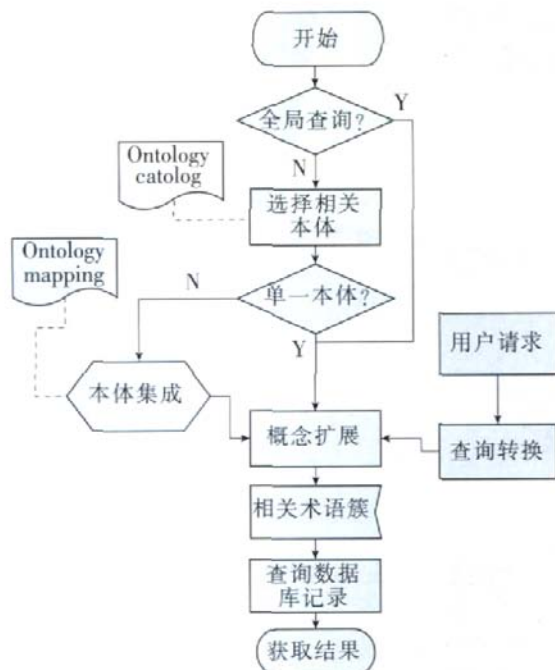 开始
全局查询?
Y
Ontology
catolog
N
选择相关
本体
Ontology
mapping
N
单一本体?
Y
用户请求
本体集成
概念扩展
查询转换
相关术语簇
查询数据
库记录
获取结果